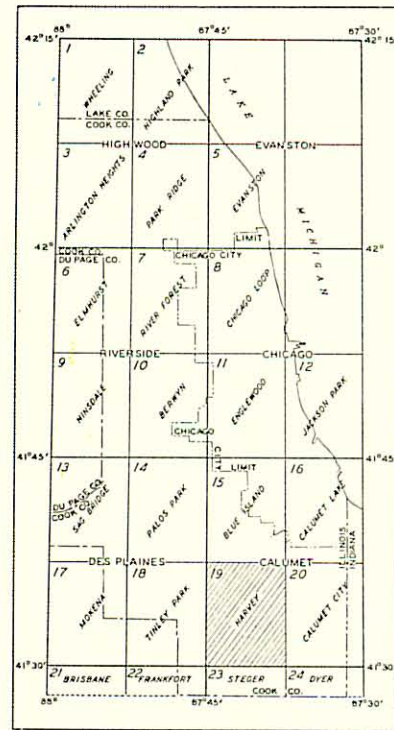 88° 87°45' 87°30'
42°15' 42°15'
1 2
WHEELING
HIGHLAND PARK
LAKE
LAKE CO.
COOK CO.
HIGHWOOD EVANSTON
3 4 5
ARLINGTON HEIGHTS
PARK RIDGE
EVANSTON
MICHIGAN
LIMIT
42° 42°
COOK CO.
DU PAGE CO.
CHICAGO CITY
6 7 8
ELMHURST
RIVER FOREST
CHICAGO LOOP
RIVERSIDE CHICAGO
9 10 11 12
HINSDALE
BERWYN
ENGLEWOOD
JACKSON PARK
CHICAGO
CITY
LIMIT
41°45' 41°45'
13 14 15 16
DU PAGE CO.
COOK CO.
SAG BRIDGE
PALOS PARK
BLUE ISLAND
CALUMET LAKE
ILLINOIS
INDIANA
DES PLAINES CALUMET
17 18 19 20
MOKENA
TINLEY PARK
HARVEY
CALUMET CITY
41°30' 41°30'
21 BRISBANE 22 FRANKFORT 23 STEGER 24 DYER
COOK CO.
88° 87°45' 87°30'